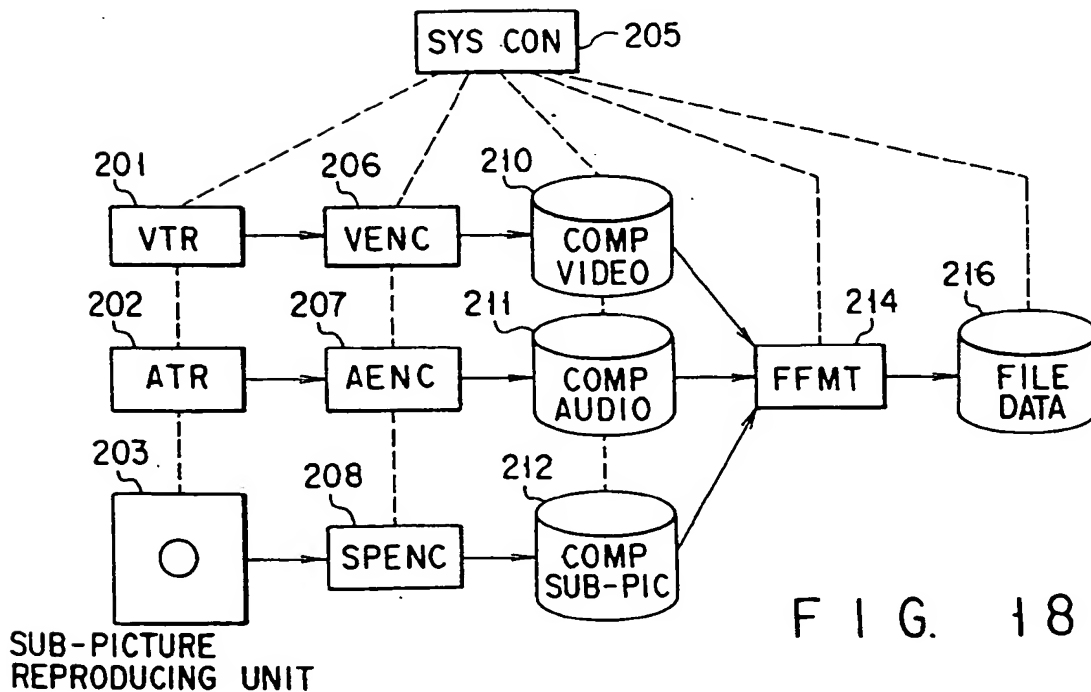 SYS CON
205
201
206
210
VTR
VENC
COMP
VIDEO
202
207
211
214
216
ATR
AENC
COMP
AUDIO
FFMT
FILE
DATA
203
208
212
SPENC
COMP
SUB-PIC
SUB-PICTURE
REPRODUCING UNIT
FIG. 18